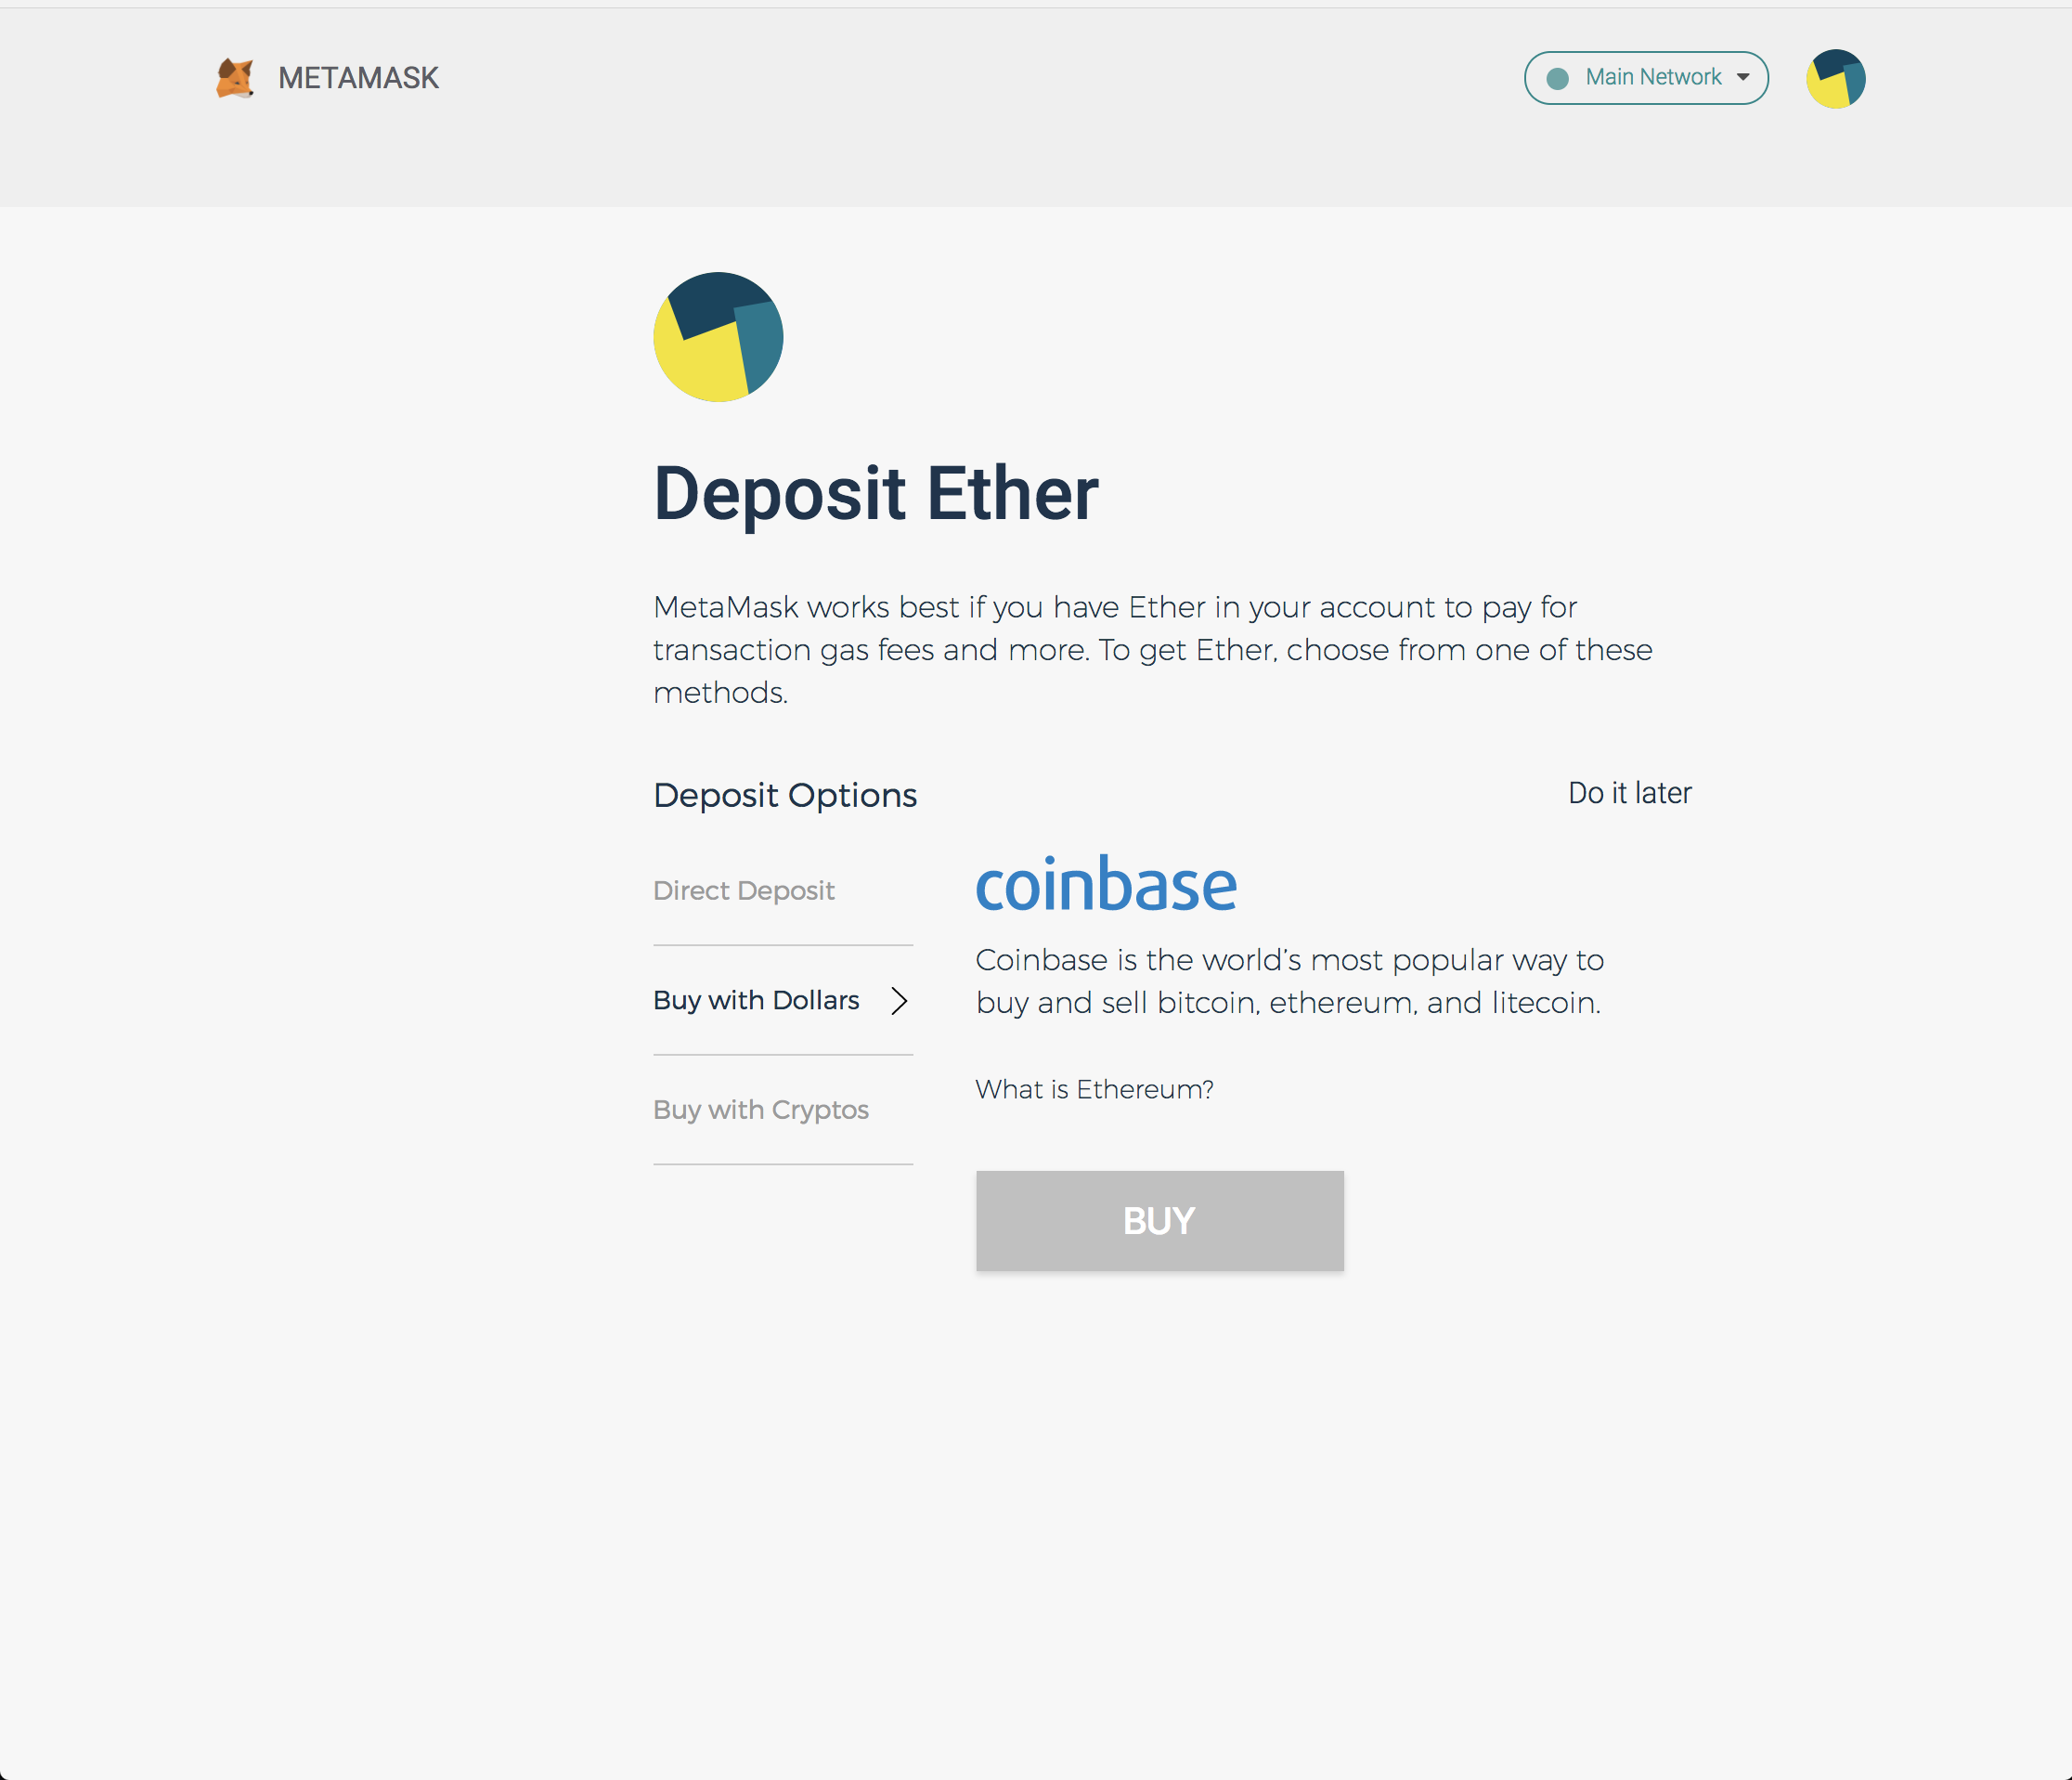 METAMASK
Main Network
Deposit Ether
MetaMask works best if you have Ether in your account to pay for
transaction gas fees and more. To get Ether, choose from one of these
methods.
Deposit Options
Do it later
Direct Deposit
Buy with Dollars
Buy with Cryptos
coinbase
Coinbase is the world’s most popular way to
buy and sell bitcoin, ethereum, and litecoin.
What is Ethereum?
BUY